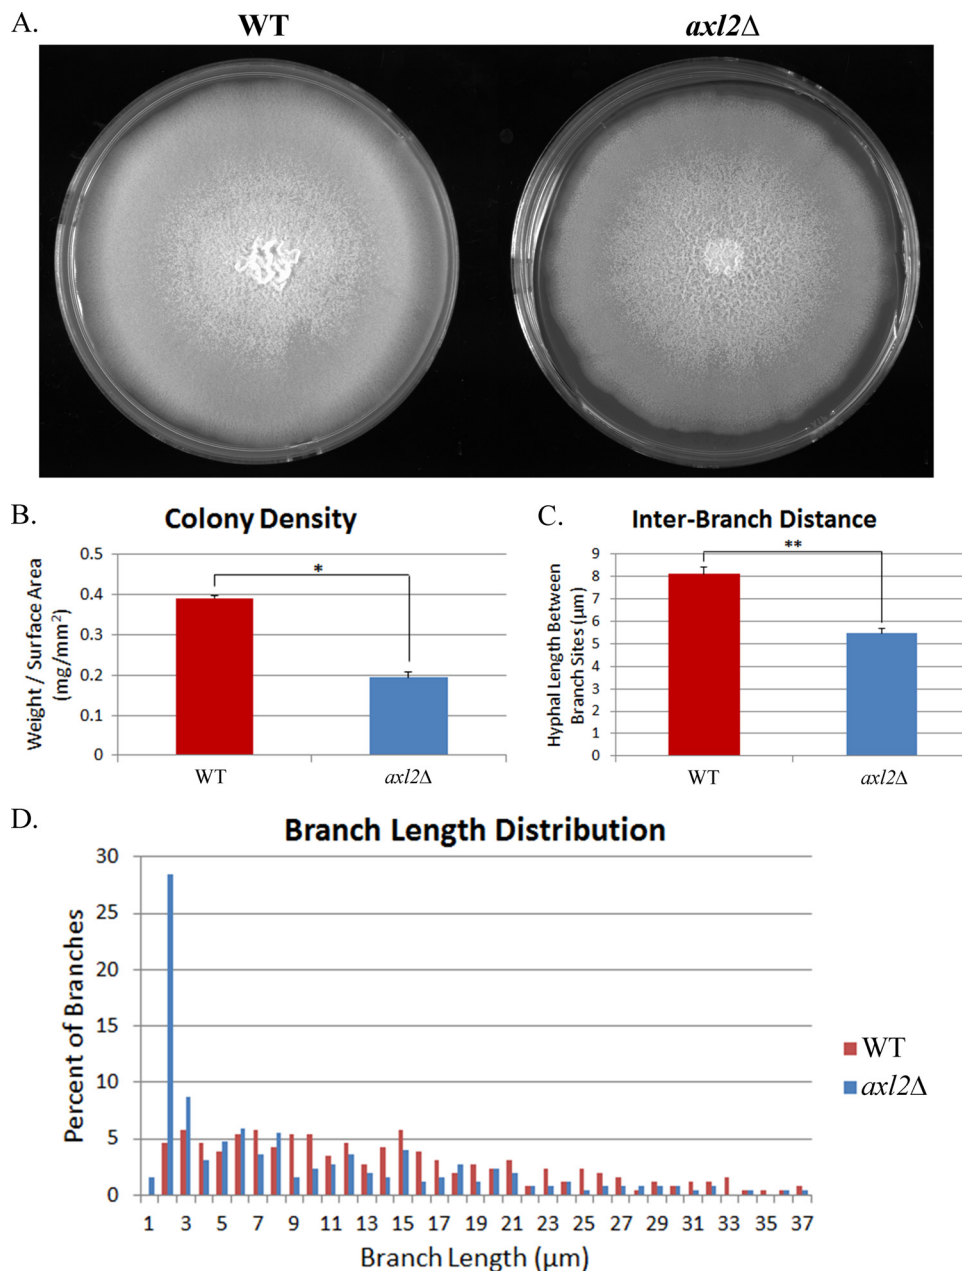 A.
WT axl2Δ
B.
Colony Density
Weight / Surface Area
(mg/mm²)
0.5
0.4
0.3
0.2
0.1
0
*
WT axl2Δ
C.
Inter-Branch Distance
Hyphal Length Between
Branch Sites (µm)
9
8
7
6
5
4
3
2
1
0
**
WT axl2Δ
D.
Branch Length Distribution
Percent of Branches
30
25
20
15
10
5
0
1 3 5 7 9 11 13 15 17 19 21 23 25 27 29 31 33 35 37
Branch Length (µm)
WT
axl2Δ